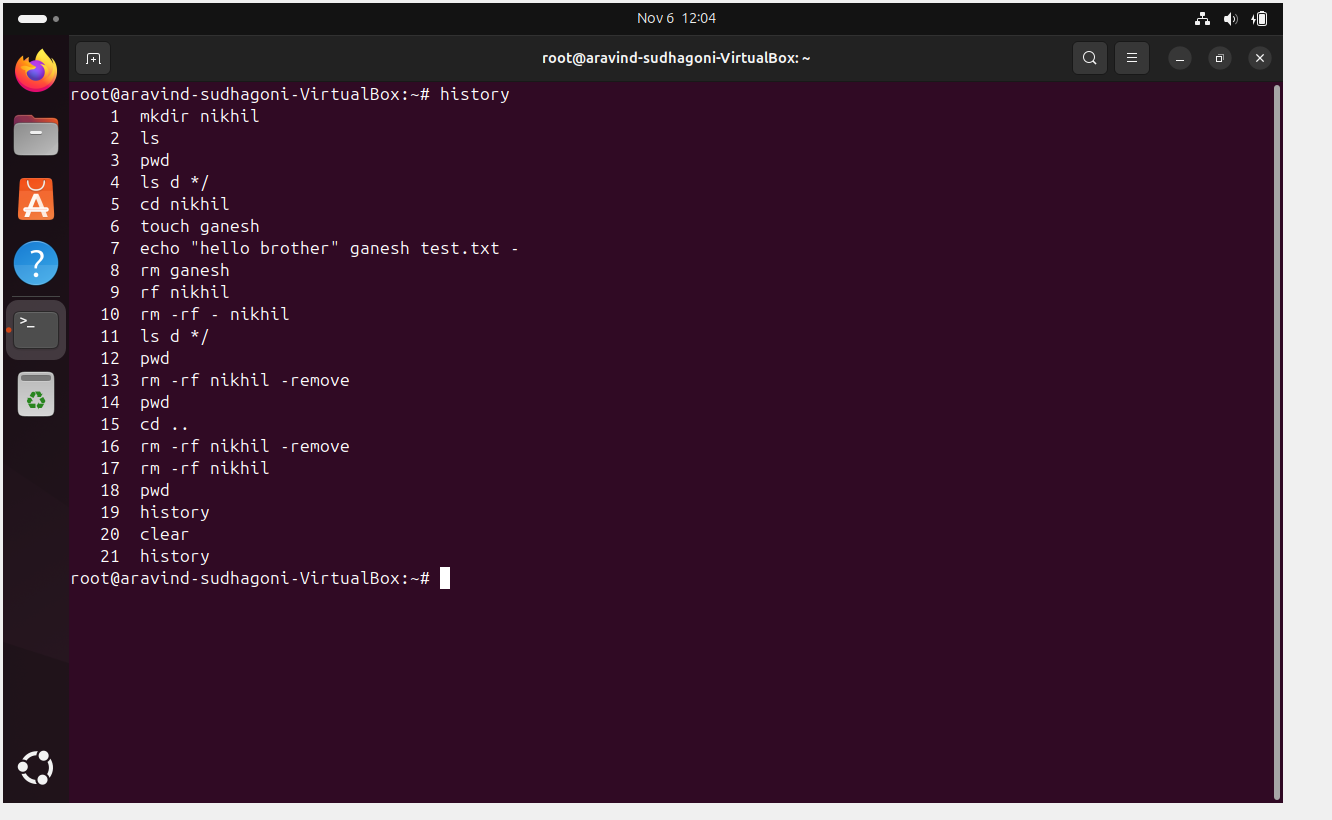 Nov 6 12:04
root@aravind-sudhagoni-VirtualBox: ~
root@aravind-sudhagoni-VirtualBox:~# history
1 mkdir nikhil
2 ls
3 pwd
4 ls d */
5 cd nikhil
6 touch ganesh
7 echo "hello brother" ganesh test.txt -
8 rm ganesh
9 rf nikhil
10 rm -rf - nikhil
11 ls d */
12 pwd
13 rm -rf nikhil -remove
14 pwd
15 cd ..
16 rm -rf nikhil -remove
17 rm -rf nikhil
18 pwd
19 history
20 clear
21 history
root@aravind-sudhagoni-VirtualBox:~#